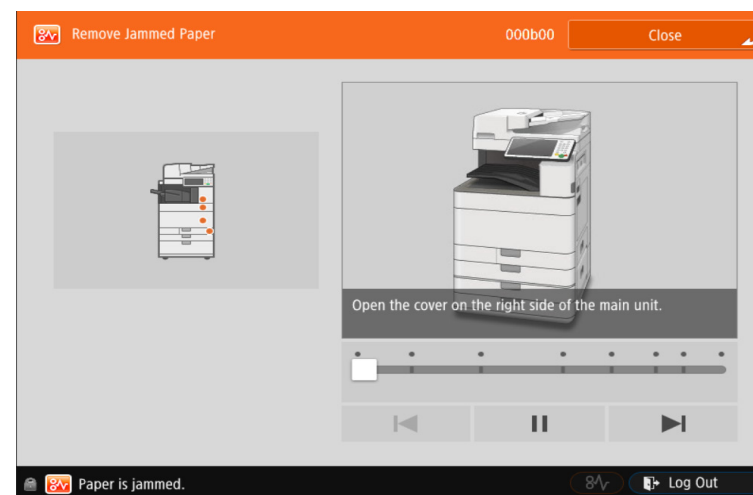 Remove Jammed Paper
000b00
Close
Open the cover on the right side of the main unit.
Paper is jammed.
Log Out